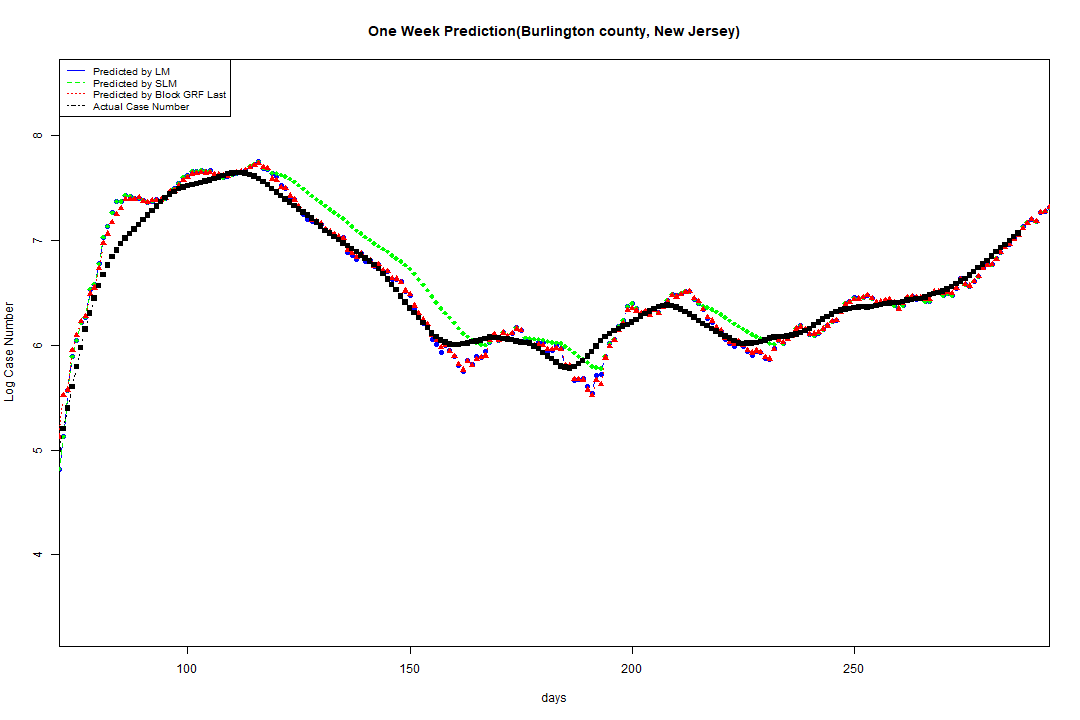 One Week Prediction(Burlington county, New Jersey)
Predicted by LM
Predicted by SLM
Predicted by Block GRF Last
Actual Case Number
8
7
6
5
4
Log Case Number
100 150 200 250
days